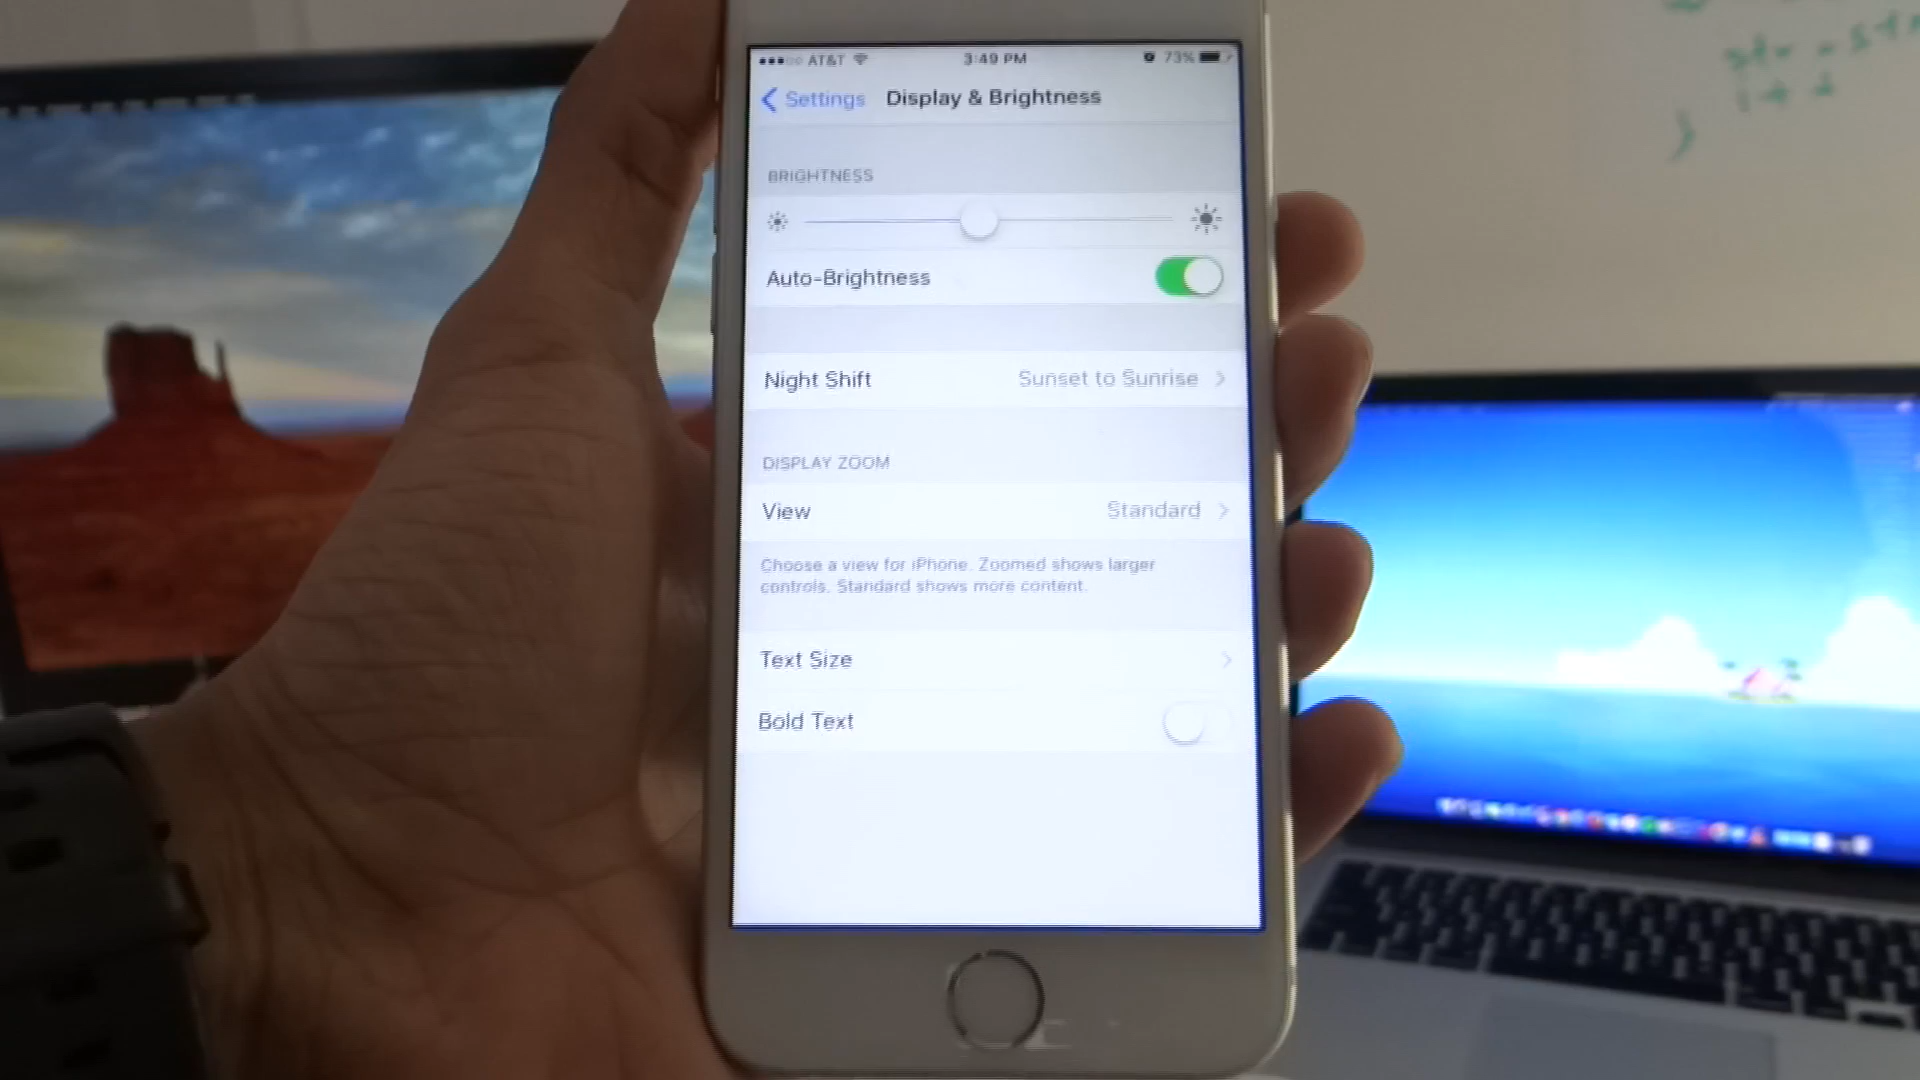 AT&T 3:49 PM 73%
Settings Display & Brightness
BRIGHTNESS
Auto-Brightness
Night Shift Sunset to Sunrise
DISPLAY ZOOM
View Standard
Choose a view for iPhone. Zoomed shows larger
controls. Standard shows more content.
Text Size
Bold Text